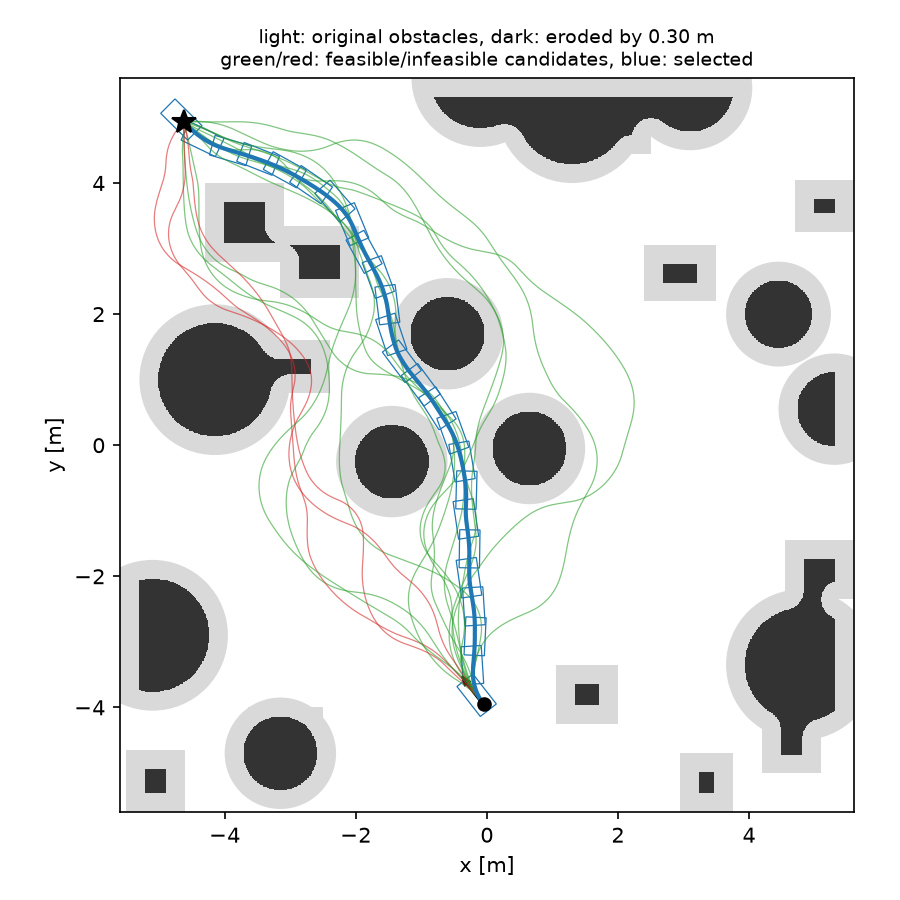 light: original obstacles, dark: eroded by 0.30 m
green/red: feasible/infeasible candidates, blue: selected
4
2
0
−2
−4
y [m]
−4
−2
0
2
4
x [m]